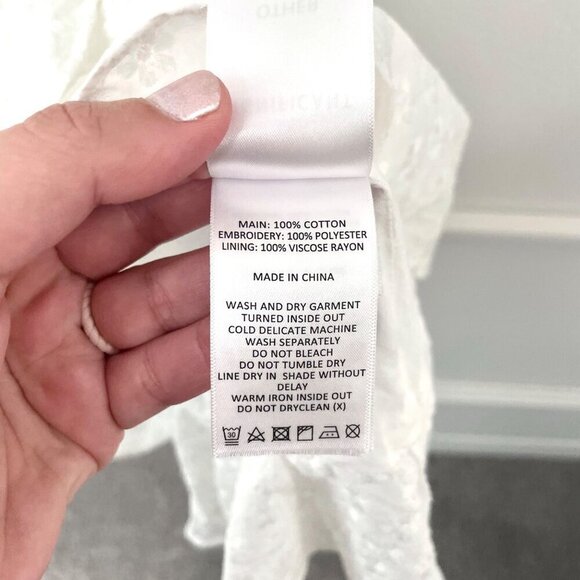 OTHER
MAIN: 100% COTTON
EMBROIDERY: 100% POLYESTER
LINING: 100% VISCOSE RAYON
MADE IN CHINA
WASH AND DRY GARMENT
TURNED INSIDE OUT
COLD DELICATE MACHINE
WASH SEPARATELY
DO NOT BLEACH
DO NOT TUMBLE DRY
LINE DRY IN SHADE WITHOUT
DELAY
WARM IRON INSIDE OUT
DO NOT DRYCLEAN (X)
30